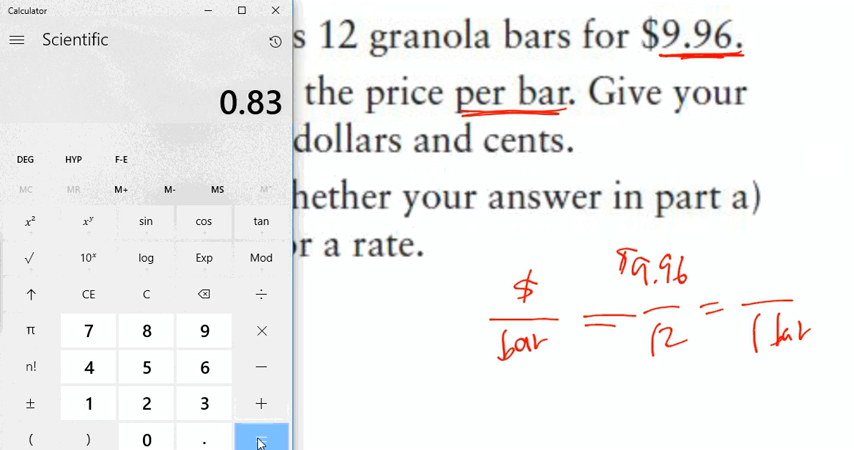 Calculator
Scientific
0.83
DEG HYP F-E
MC MR M+ M- MS
x² xʸ sin cos tan
√ 10ˣ log Exp Mod
↑ CE C ÷
π 7 8 9 ×
n! 4 5 6 −
± 1 2 3 +
( ) 0 . =
s 12 granola bars for $9.96.
the price per bar. Give your
dollars and cents.
hether your answer in part a)
r a rate.
$ / bar = $9.96 / 12 = / 1 bar